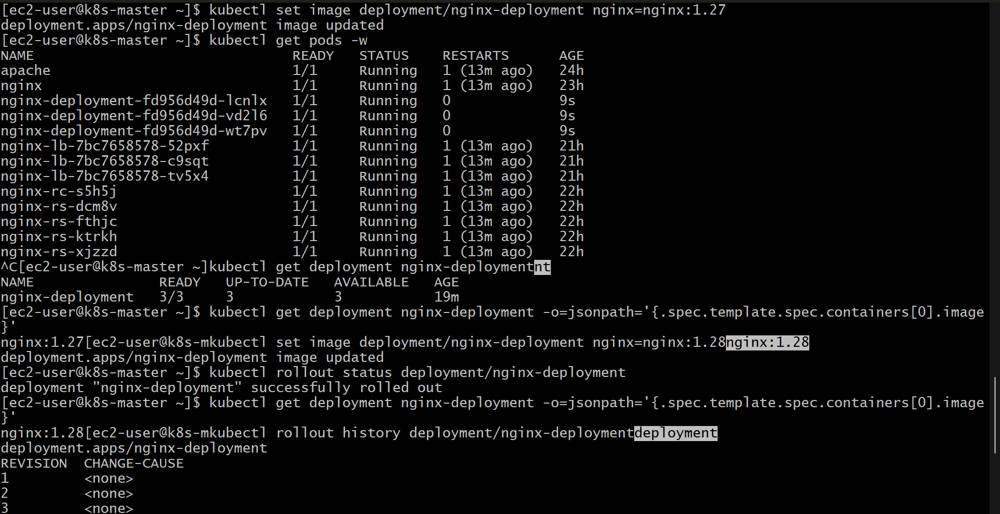 [ec2-user@k8s-master ~]$ kubectl set image deployment/nginx-deployment nginx=nginx:1.27
deployment.apps/nginx-deployment image updated
[ec2-user@k8s-master ~]$ kubectl get pods -w
NAME                               READY   STATUS    RESTARTS      AGE
apache                             1/1     Running   1 (13m ago)   24h
nginx                              1/1     Running   1 (13m ago)   23h
nginx-deployment-fd956d49d-lcnlx   1/1     Running   0             9s
nginx-deployment-fd956d49d-vd2l6   1/1     Running   0             9s
nginx-deployment-fd956d49d-wt7pv   1/1     Running   0             9s
nginx-lb-7bc7658578-52pxf          1/1     Running   1 (13m ago)   21h
nginx-lb-7bc7658578-c9sqt          1/1     Running   1 (13m ago)   21h
nginx-lb-7bc7658578-tv5x4          1/1     Running   1 (13m ago)   21h
nginx-rc-s5h5j                     1/1     Running   1 (13m ago)   22h
nginx-rs-dcm8v                     1/1     Running   1 (13m ago)   22h
nginx-rs-fthjc                     1/1     Running   1 (13m ago)   22h
nginx-rs-ktrkh                     1/1     Running   1 (13m ago)   22h
nginx-rs-xjzzd                     1/1     Running   1 (13m ago)   22h
^C[ec2-user@k8s-master ~]kubectl get deployment nginx-deploymentnt
NAME               READY   UP-TO-DATE   AVAILABLE   AGE
nginx-deployment   3/3     3            3           19m
[ec2-user@k8s-master ~]$ kubectl get deployment nginx-deployment -o=jsonpath='{.spec.template.spec.containers[0].image
}'
nginx:1.27[ec2-user@k8s-mkubectl set image deployment/nginx-deployment nginx=nginx:1.28nginx:1.28
deployment.apps/nginx-deployment image updated
[ec2-user@k8s-master ~]$ kubectl rollout status deployment/nginx-deployment
deployment "nginx-deployment" successfully rolled out
[ec2-user@k8s-master ~]$ kubectl get deployment nginx-deployment -o=jsonpath='{.spec.template.spec.containers[0].image
}'
nginx:1.28[ec2-user@k8s-mkubectl rollout history deployment/nginx-deploymentdeployment
deployment.apps/nginx-deployment
REVISION  CHANGE-CAUSE
1         <none>
2         <none>
3         <none>